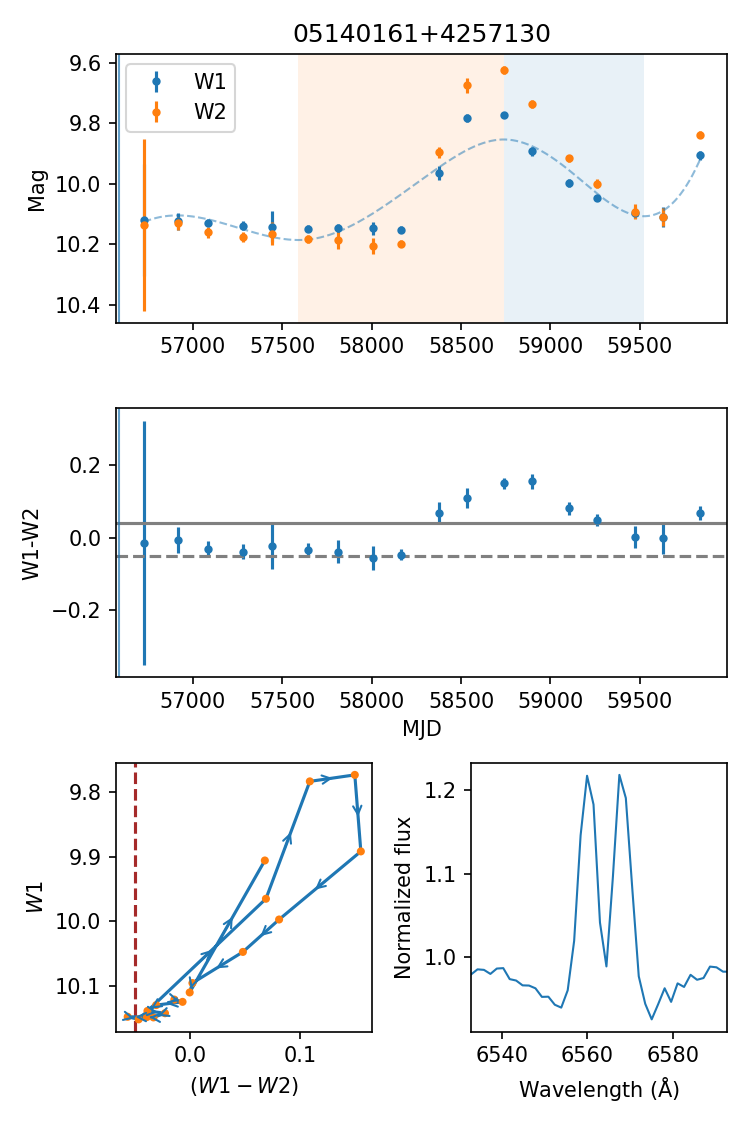 05140161+4257130
W1
W2
Mag
9.6
9.8
10.0
10.2
10.4
57000 57500 58000 58500 59000 59500
W1-W2
0.2
0.0
−0.2
57000 57500 58000 58500 59000 59500
MJD
W1
9.8
9.9
10.0
10.1
0.0 0.1
(W1 − W2)
Normalized flux
1.2
1.1
1.0
6540 6560 6580
Wavelength (Å)